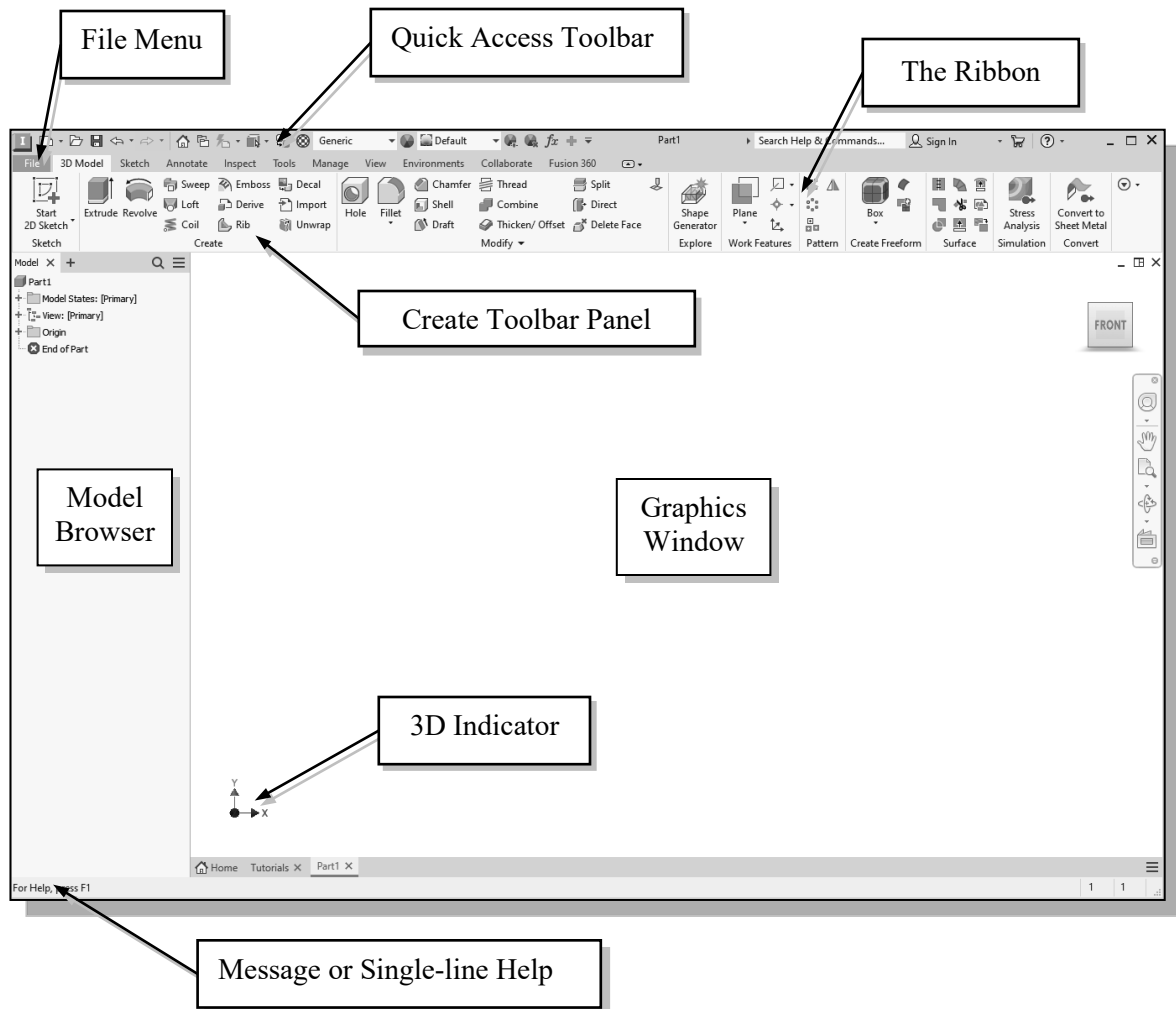 File Menu
Quick Access Toolbar
The Ribbon
Generic Default fx Part1 Search Help & Commands... Sign In
File 3D Model Sketch Annotate Inspect Tools Manage View Environments Collaborate Fusion 360
Start
2D Sketch
Extrude Revolve
Sweep Emboss Decal
Loft Derive Import
Coil Rib Unwrap
Hole Fillet
Chamfer Thread Split
Shell Combine Direct
Draft Thicken/ Offset Delete Face
Shape
Generator
Plane
Box
Stress
Analysis
Convert to
Sheet Metal
Sketch Create Modify Explore Work Features Pattern Create Freeform Surface Simulation Convert
Model
Part1
Model States: [Primary]
View: [Primary]
Origin
End of Part
Create Toolbar Panel
FRONT
Model
Browser
Graphics
Window
3D Indicator
Y
X
Home Tutorials Part1
For Help, press F1 1 1
Message or Single-line Help